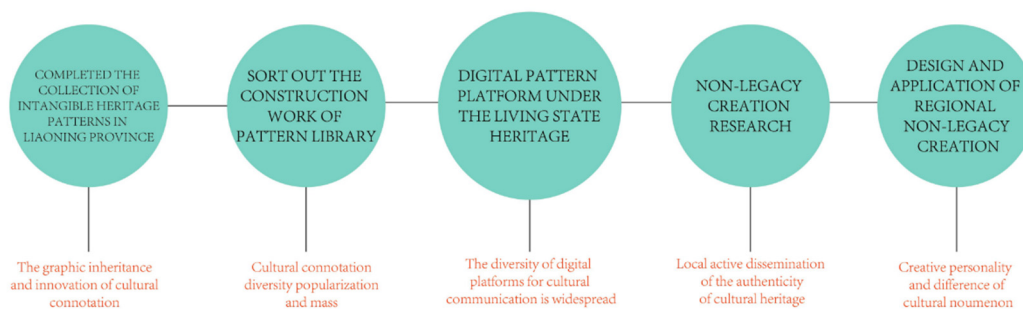 COMPLETED THE
COLLECTION OF
INTANGIBLE HERITAGE
PATTERNS IN
LIAONING PROVINCE
SORT OUT THE
CONSTRUCTION
WORK OF
PATTERN LIBRARY
DIGITAL PATTERN
PLATFORM UNDER
THE LIVING STATE
HERITAGE
NON-LEGACY
CREATION
RESEARCH
DESIGN AND
APPLICATION OF
REGIONAL
NON-LEGACY
CREATION
The graphic inheritance
and innovation of cultural
connotation
Cultural connotation
diversity popularization
and mass
The diversity of digital
platforms for cultural
communication is widespread
Local active dissemination
of the authenticity
of cultural heritage
Creative personality
and difference of
cultural noumenon